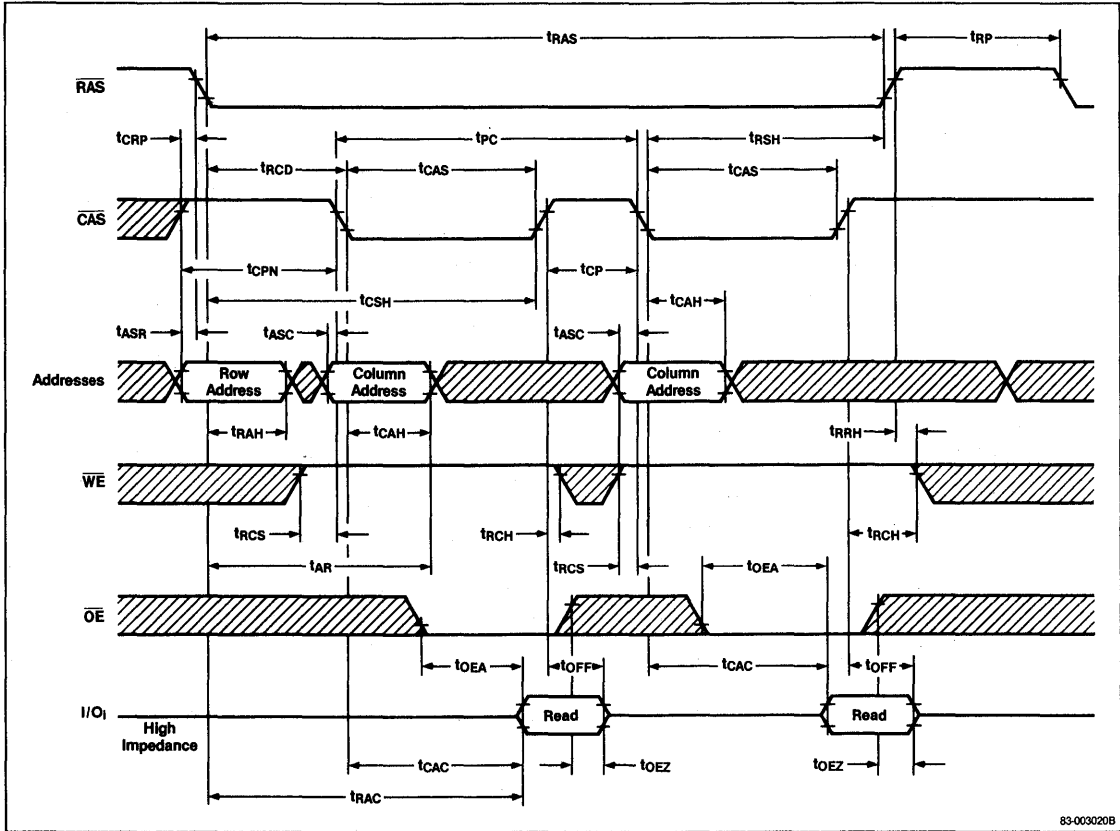 tRAS
tRP
RAS
tCRP
tPC
tRSH
tRCD
tCAS
tCAS
CAS
tCPN
tCP
tCSH
tCAH
tASR
tASC
tASC
Addresses
Row
Address
Column
Address
Column
Address
tRAH
tCAH
tRRH
WE
tRCS
tRCH
tRCH
tRCS
tAR
tOEA
OE
tOEA
tOFF
tCAC
tOFF
I/Oi
Read
Read
High
Impedance
tCAC
tOEZ
tOEZ
tRAC
83-003020B